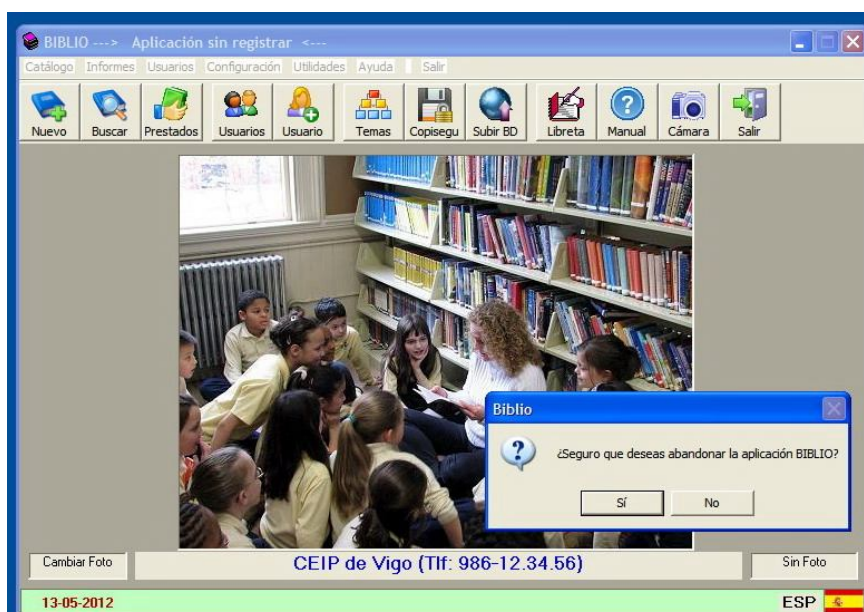 BIBLIO ---> Aplicación sin registrar <---
Catálogo Informes Usuarios Configuración Utilidades Ayuda Salir
Nuevo Buscar Prestados Usuarios Usuario Temas Copisegu Subir BD Libreta Manual Cámara Salir
Biblio
¿Seguro que deseas abandonar la aplicación BIBLIO?
Sí No
Cambiar Foto CEIP de Vigo (Tlf: 986-12.34.56) Sin Foto
13-05-2012 ESP